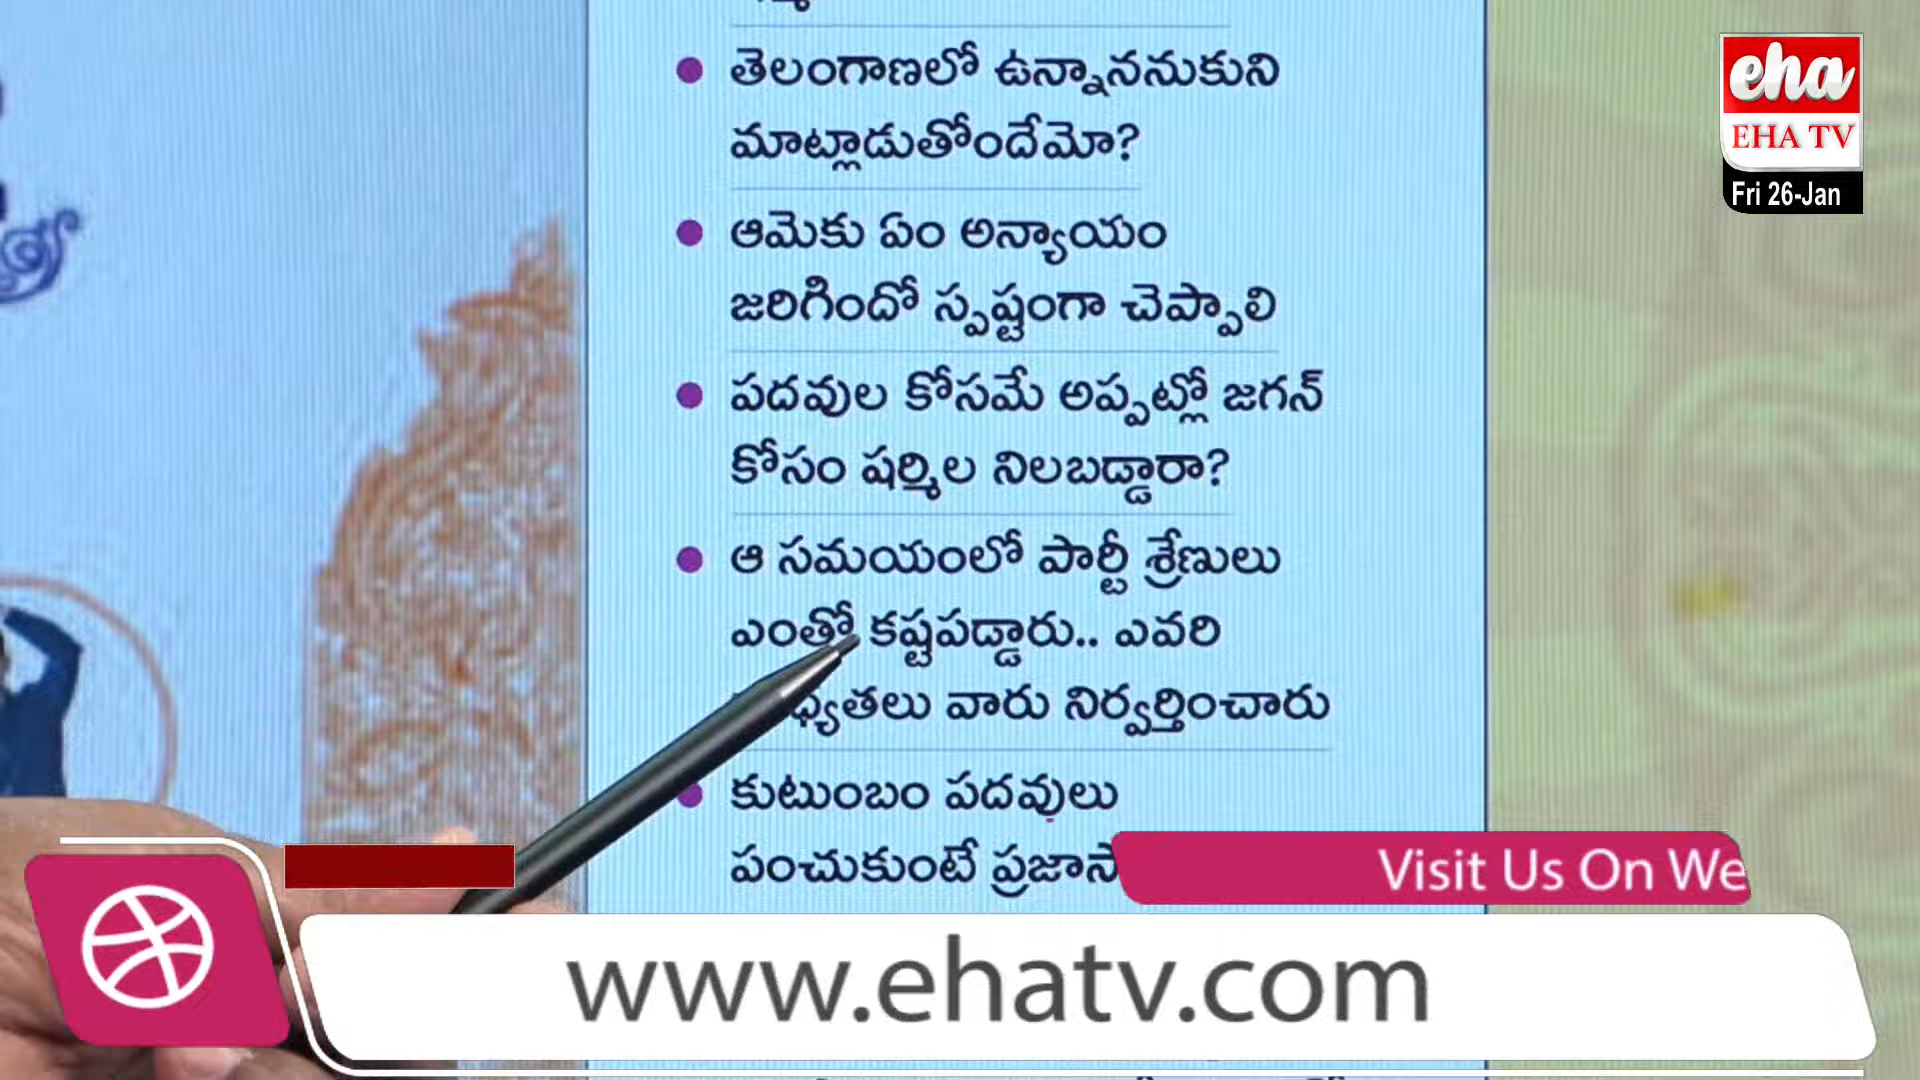 తెలంగాణలో ఉన్నాననుకుని
మాట్లాడుతోందేమో?
ఆమెకు ఏం అన్యాయం
జరిగిందో స్పష్టంగా చెప్పాలి
పదవుల కోసమే అప్పట్లో జగన్
కోసం షర్మిల నిలబడ్డారా?
ఆ సమయంలో పార్టీ శ్రేణులు
ఎంతో కష్టపడ్డారు.. ఎవరి
వారు నిర్వర్తించారు
కుటుంబం పదవులు
పంచుకుంటే
eha
EHA TV
Fri 26-Jan
Visit Us On We
www.ehatv.com